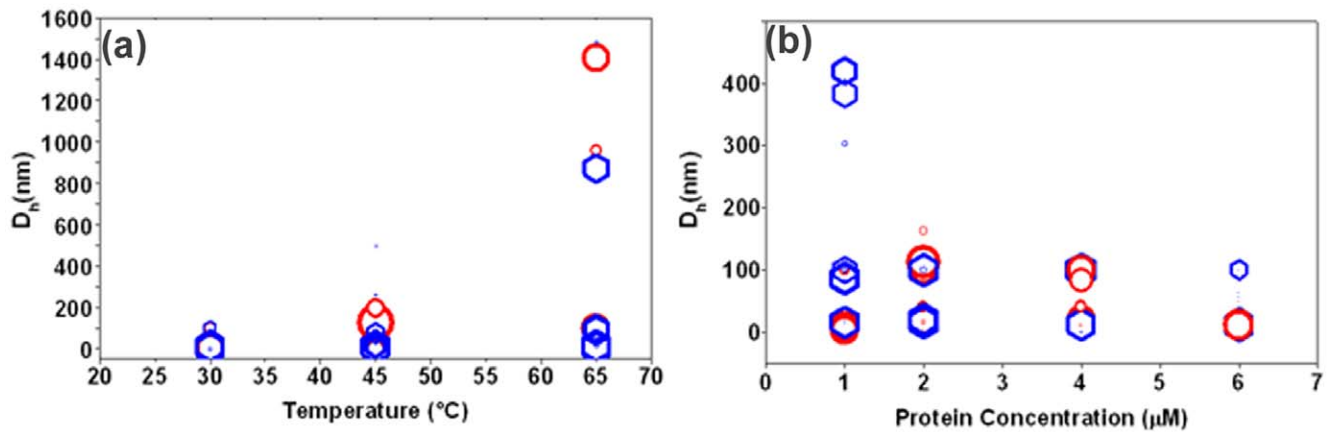 (a)
1600
1400
1200
1000
800
600
400
200
0
Dh(nm)
20 25 30 35 40 45 50 55 60 65 70
Temperature (°C)
(b)
400
300
200
100
0
Dh(nm)
0 1 2 3 4 5 6 7
Protein Concentration (μM)